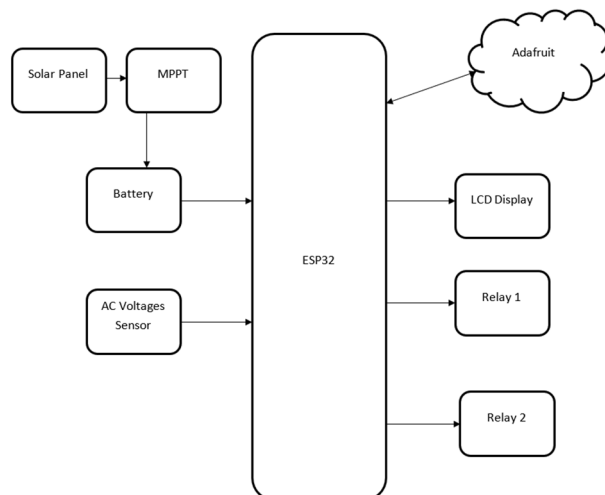 Solar Panel
MPPT
Adafruit
Battery
LCD Display
ESP32
AC Voltages
Sensor
Relay 1
Relay 2